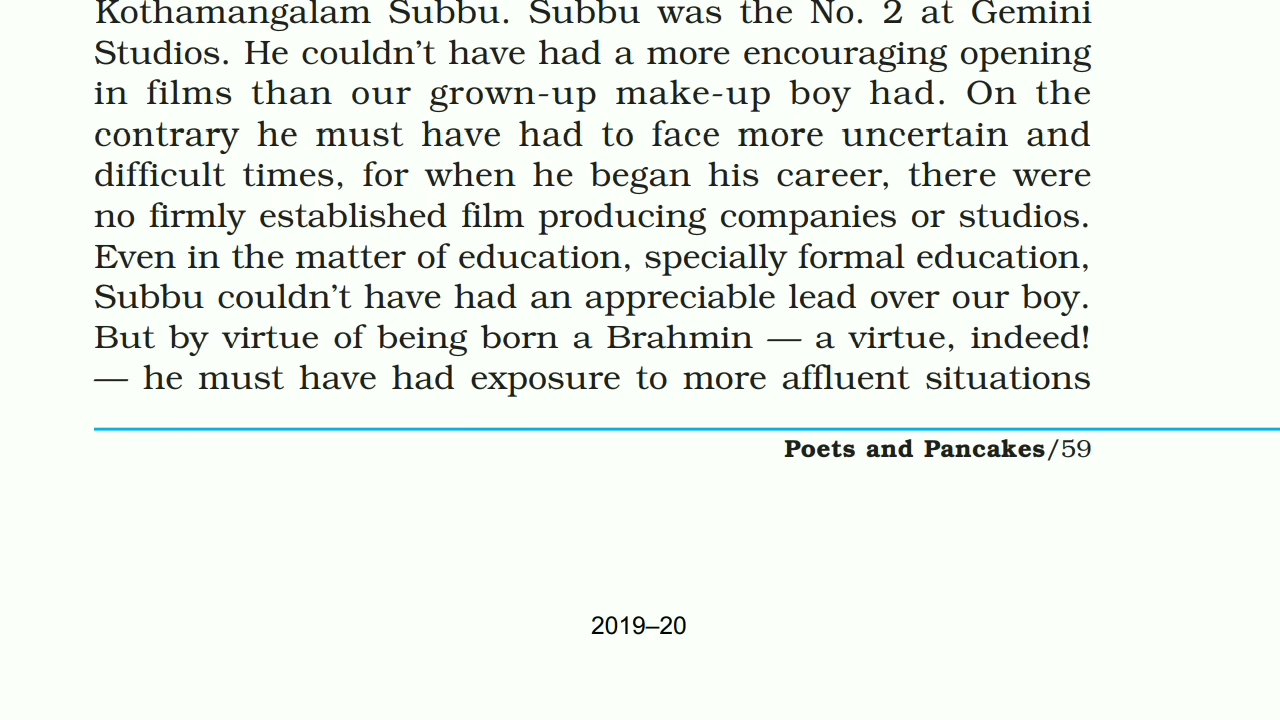 Kothamangalam Subbu. Subbu was the No. 2 at Gemini
Studios. He couldn’t have had a more encouraging opening
in films than our grown-up make-up boy had. On the
contrary he must have had to face more uncertain and
difficult times, for when he began his career, there were
no firmly established film producing companies or studios.
Even in the matter of education, specially formal education,
Subbu couldn’t have had an appreciable lead over our boy.
But by virtue of being born a Brahmin — a virtue, indeed!
— he must have had exposure to more affluent situations
Poets and Pancakes/59
2019–20